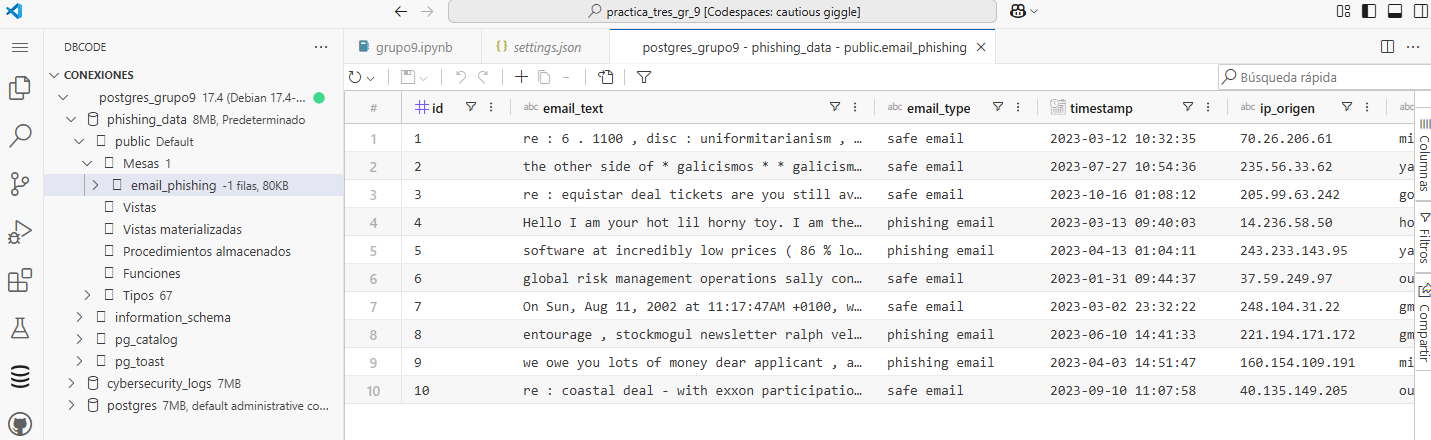 practica_tres_gr_9 [Codespaces: cautious giggle]
DBCODE
CONEXIONES
postgres_grupo9 17.4 (Debian 17.4-...
phishing_data 8MB, Predeterminado
public Default
Mesas 1
email_phishing -1 filas, 80KB
Vistas
Vistas materializadas
Procedimientos almacenados
Funciones
Tipos 67
information_schema
pg_catalog
pg_toast
cybersecurity_logs 7MB
postgres 7MB, default administrative co...
grupo9.ipynb
settings.json
postgres_grupo9 - phishing_data - public.email_phishing
Búsqueda rápida
# id abc email_text abc email_type timestamp abc ip_origen abc
1 1 re : 6 . 1100 , disc : uniformitarianism , … safe email 2023-03-12 10:32:35 70.26.206.61 mi
2 2 the other side of * galicismos * * galicism… safe email 2023-07-27 10:54:36 235.56.33.62 ya
3 3 re : equistar deal tickets are you still av… safe email 2023-10-16 01:08:12 205.99.63.242 go
4 4 Hello I am your hot lil horny toy. I am the… phishing email 2023-03-13 09:40:03 14.236.58.50 ho
5 5 software at incredibly low prices ( 86 % lo… phishing email 2023-04-13 01:04:11 243.233.143.95 ya
6 6 global risk management operations sally con… safe email 2023-01-31 09:44:37 37.59.249.97 ou
7 7 On Sun, Aug 11, 2002 at 11:17:47AM +0100, w… safe email 2023-03-02 23:32:22 248.104.31.22 gm
8 8 entourage , stockmogul newsletter ralph vel… phishing email 2023-06-10 14:41:33 221.194.171.172 gm
9 9 we owe you lots of money dear applicant , a… phishing email 2023-04-03 14:51:47 160.154.109.191 mi
10 10 re : coastal deal - with exxon participatio… safe email 2023-09-10 11:07:58 40.135.149.205 ou
Columnas
Filtros
Compartir